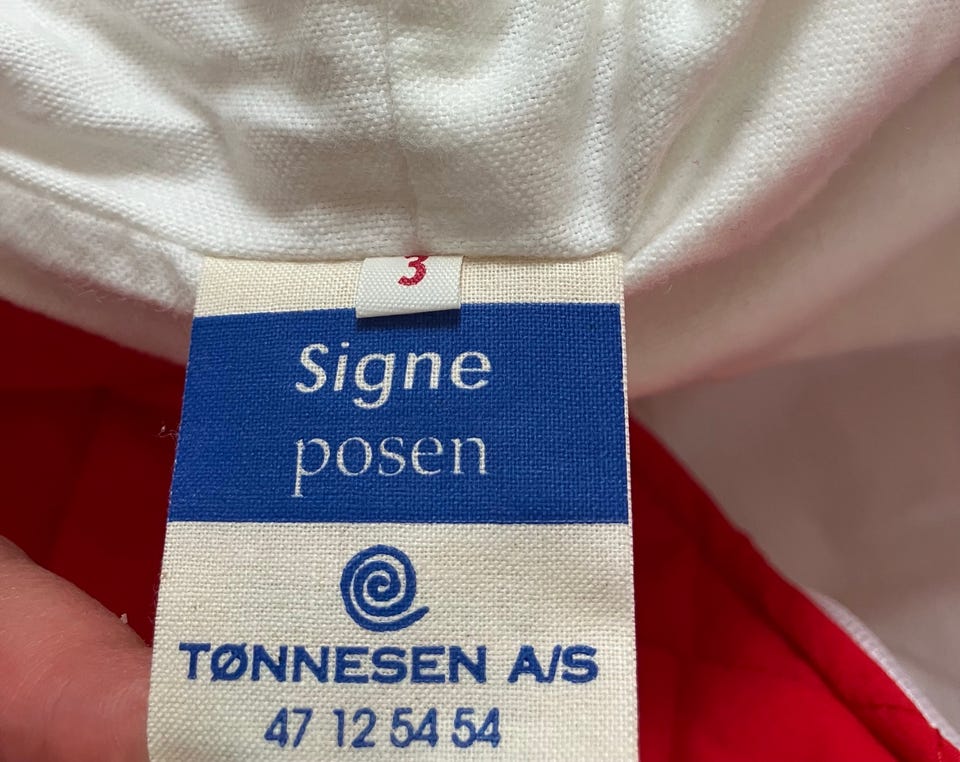 3
Signe
posen
TØNNESEN A/S
47 12 54 54